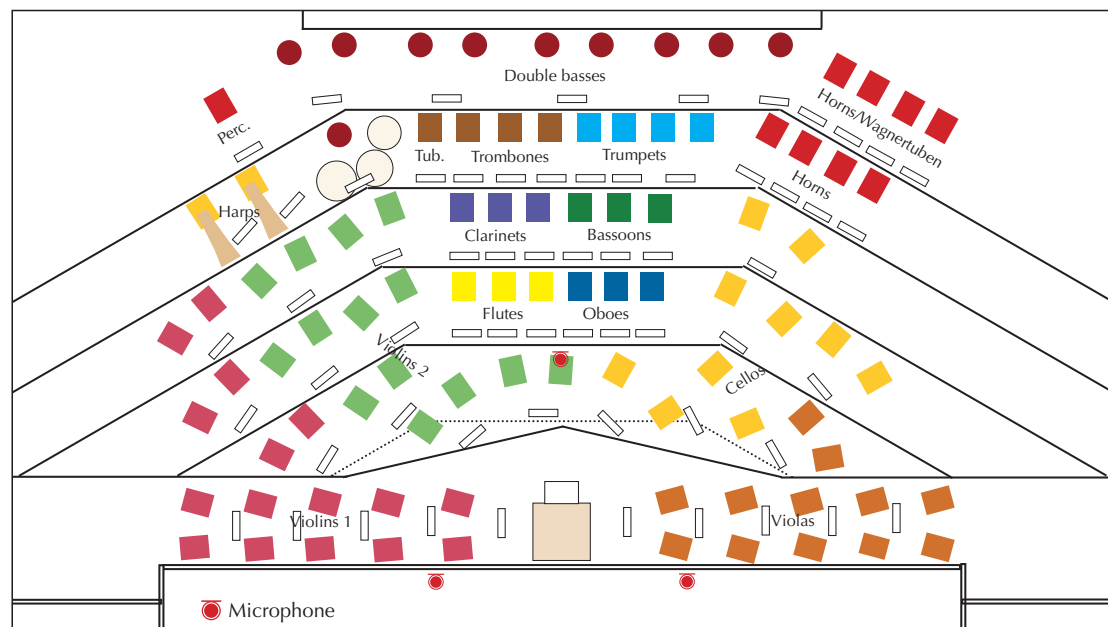 Double basses
Horns/Wagnertuben
Perc.
Tub.
Trombones
Trumpets
Horns
Harps
Clarinets
Bassoons
Flutes
Oboes
Violins 2
Cellos
Violins 1
Violas
Microphone